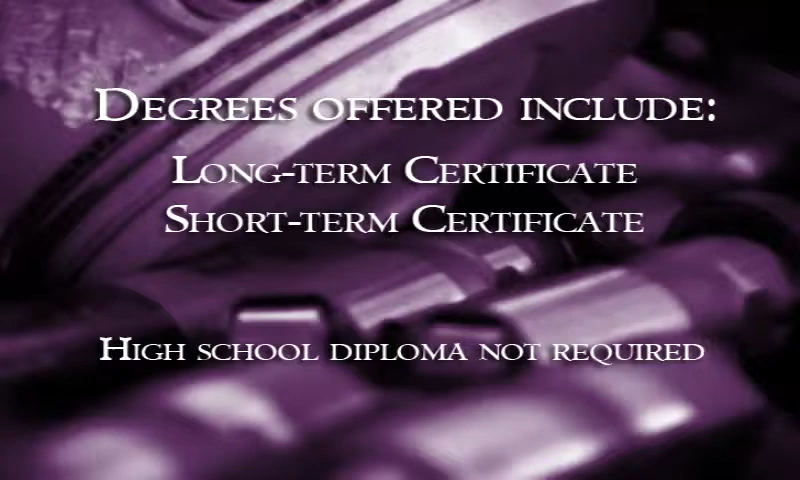 Degrees offered include:
Long-term Certificate
Short-term Certificate
High school diploma not required